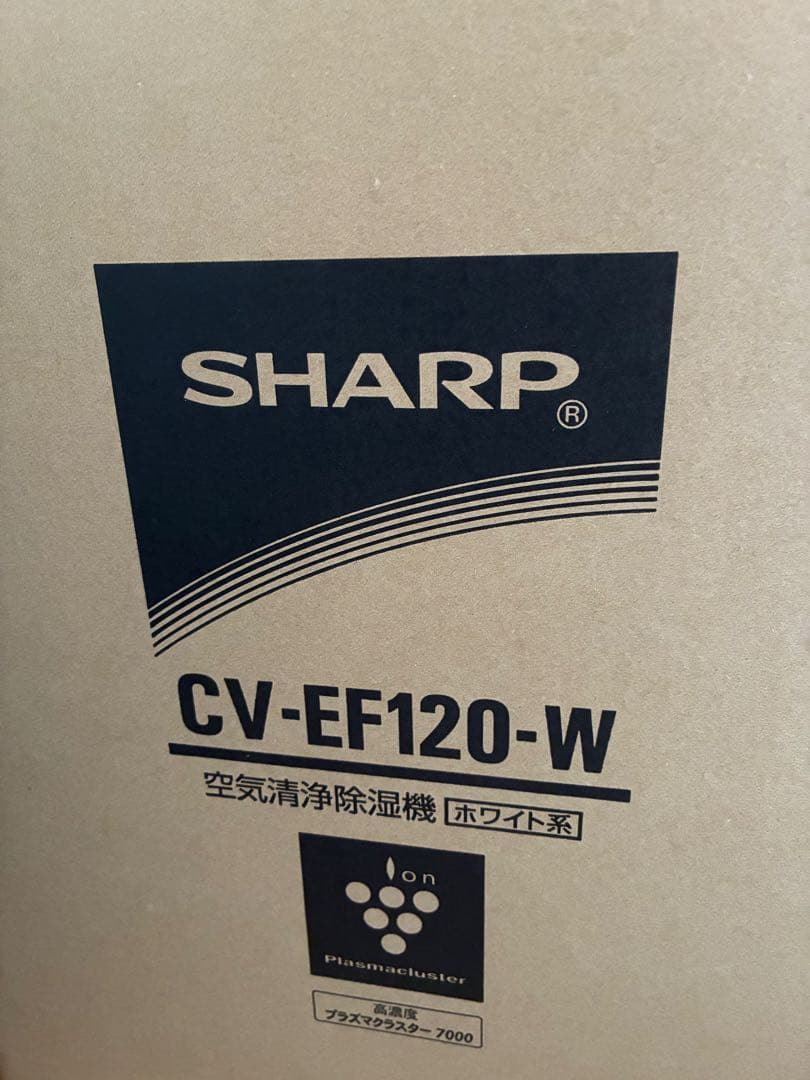 SHARP®
CV-EF120-W
空気清浄除湿機 ホワイト系
Ion
Plasmacluster
高濃度
プラズマクラスター 7000